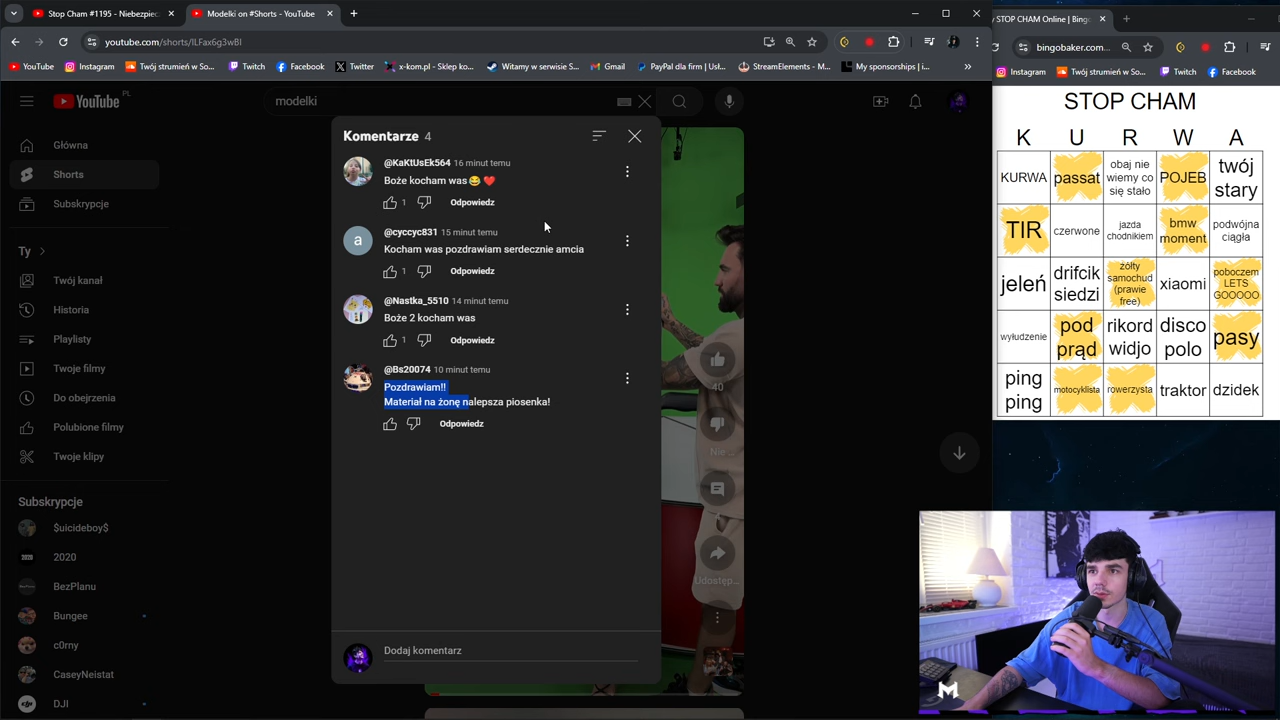 Stop Cham #1195 - Niebezpiec
Modelki on #Shorts - YouTube
STOP CHAM Online | Bingo
youtube.com/shorts/lLFax6g3wBI
bingobaker.com...
YouTube
Instagram
Twój strumień w So...
Twitch
Facebook
Twitter
x-kom.pl - Sklep ko...
Witamy w serwisie S...
Gmail
PayPal dla firm | Usł...
StreamElements - M...
My sponsorships | i...
Instagram
Twój strumień w So...
Twitch
Facebook
YouTube PL
modelki
Główna
Shorts
Subskrypcje
Ty
Twój kanał
Historia
Playlisty
Twoje filmy
Do obejrzenia
Polubione filmy
Twoje klipy
Subskrypcje
$uicideboy$
2020
BezPlanu
Bungee
c0rny
CaseyNeistat
DJI
Komentarze 4
@KaKtUsEk564 16 minut temu
Boże kocham was😂❤️
1 Odpowiedz
@cyccyc831 15 minut temu
Kocham was pozdrawiam serdecznie amcia
1 Odpowiedz
@Nastka_5510 14 minut temu
Boże 2 kocham was
1 Odpowiedz
@Bs20074 10 minut temu
Pozdrawiam!!
Materiał na żonę nalepsza piosenka!
Odpowiedz
Dodaj komentarz
40
Nie...
Udostęp...
STOP CHAM
K U R W A
KURWA
passat
obaj nie
wiemy co
się stało
POJEB
twój
stary
TIR
czerwone
jazda
chodnikiem
bmw
moment
podwójna
ciągła
jeleń
drifcik
siedzi
żółty
samochud
(prawie
free)
xiaomi
poboczem
LETS
GOOOOO
wyłudzenie
pod
prąd
rikord
widjo
disco
polo
pasy
ping
ping
motocyklista
rowerzysta
traktor
dzidek